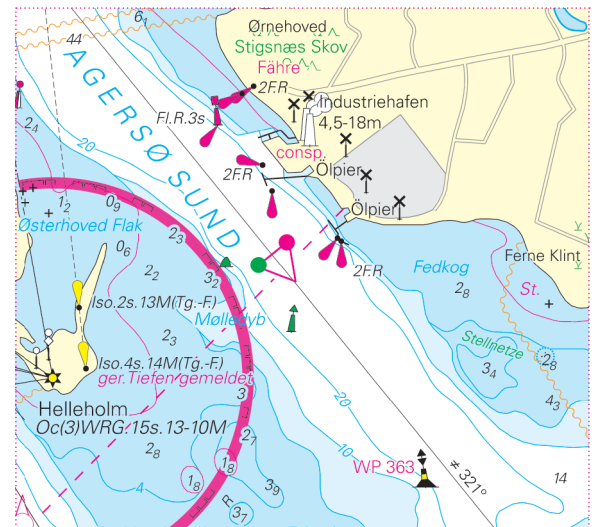 6₁
44
Ørnehoved
Stigsnæs Skov
Fähre
2F.R
Fl.R.3s
Industriehafen
4,5-18m
consp.
AGERSØ SUND
20
2₄
2F.R
Ölpier
Ölpier
1₂
0₉
Østerhoved Flak
2₃
0₆
2₂
3₂
2F.R
Ferne Klint
Fedkog
2₈
St.
Iso.2s.13M(Tg.-F.)
Mølledyb
2₃
Stellnetze
2₈
3₄
4₃
Iso.4s.14M(Tg.-F.)
ger.Tiefen gemeldet
3
20
Helleholm
Oc(3)WRG.15s.13-10M
2₈
2₇
10
1₈
WP 363
≠ 321°
14
4
1₈
3₉
R
3₁
A